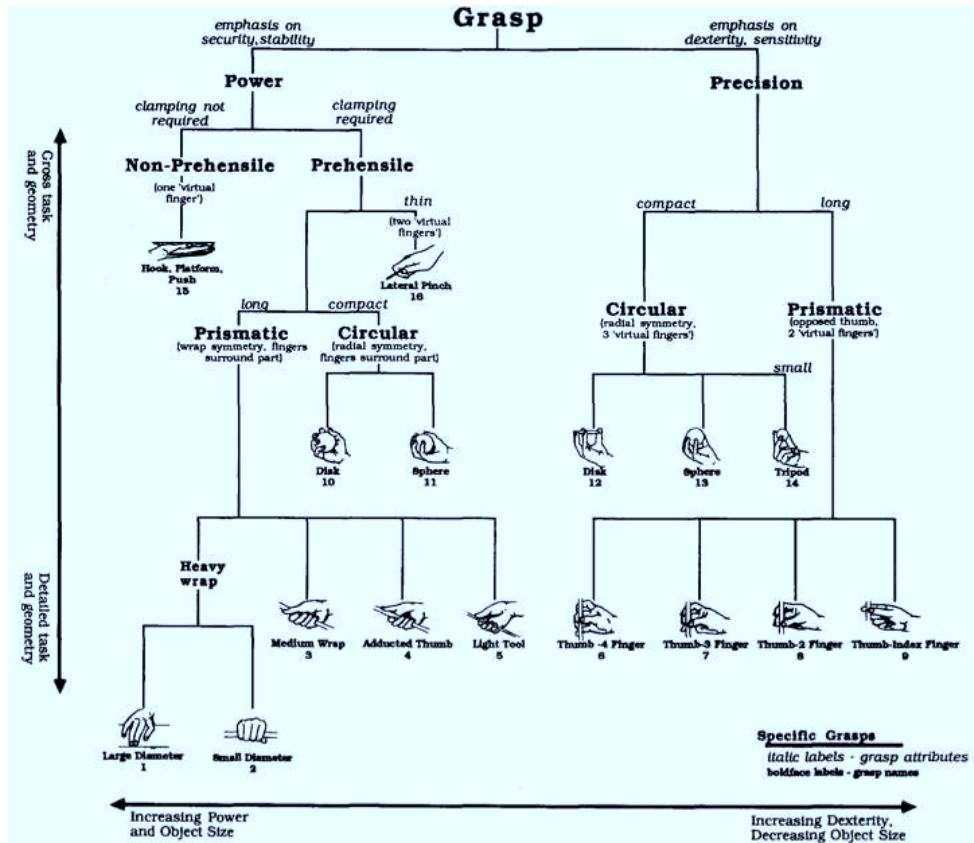 Grasp
emphasis on
security,stability
emphasis on
dexterity, sensitivity
Power
Precision
clamping not
required
clamping
required
Non-Prehensile
(one 'virtual
finger')
Prehensile
thin
(two 'virtual
fingers')
compact
long
Gross task
and geometry
Hook, Platform,
Push
15
Lateral Pinch
16
long
compact
Prismatic
(wrap symmetry, fingers
surround part)
Circular
(radial symmetry,
fingers surround part)
Circular
(radial symmetry,
3 'virtual fingers')
Prismatic
(opposed thumb,
2 'virtual fingers')
small
Disk
10
Sphere
11
Disk
12
Sphere
13
Tripod
14
Heavy
wrap
Detailed task
and geometry
Medium Wrap
3
Adducted Thumb
4
Light Tool
5
Thumb -4 Finger
6
Thumb-3 Finger
7
Thumb-2 Finger
8
Thumb-Index Finger
9
Large Diameter
1
Small Diameter
2
Specific Grasps
italic labels - grasp attributes
boldface labels - grasp names
Increasing Power
and Object Size
Increasing Dexterity,
Decreasing Object Size